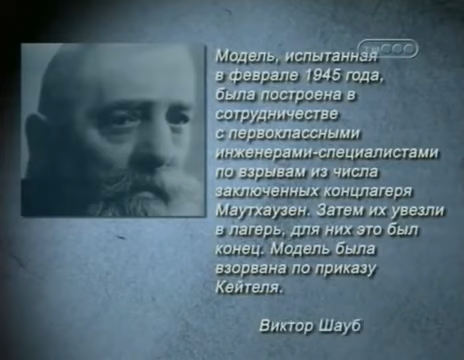 Модель, испытанная
в феврале 1945 года,
была построена в
сотрудничестве
с первоклассными
инженерами-специалистами
по взрывам из числа
заключенных концлагеря
Маутхаузен. Затем их увезли
в лагерь, для них это был
конец. Модель была
взорвана по приказу
Кейтеля.
Виктор Шауб